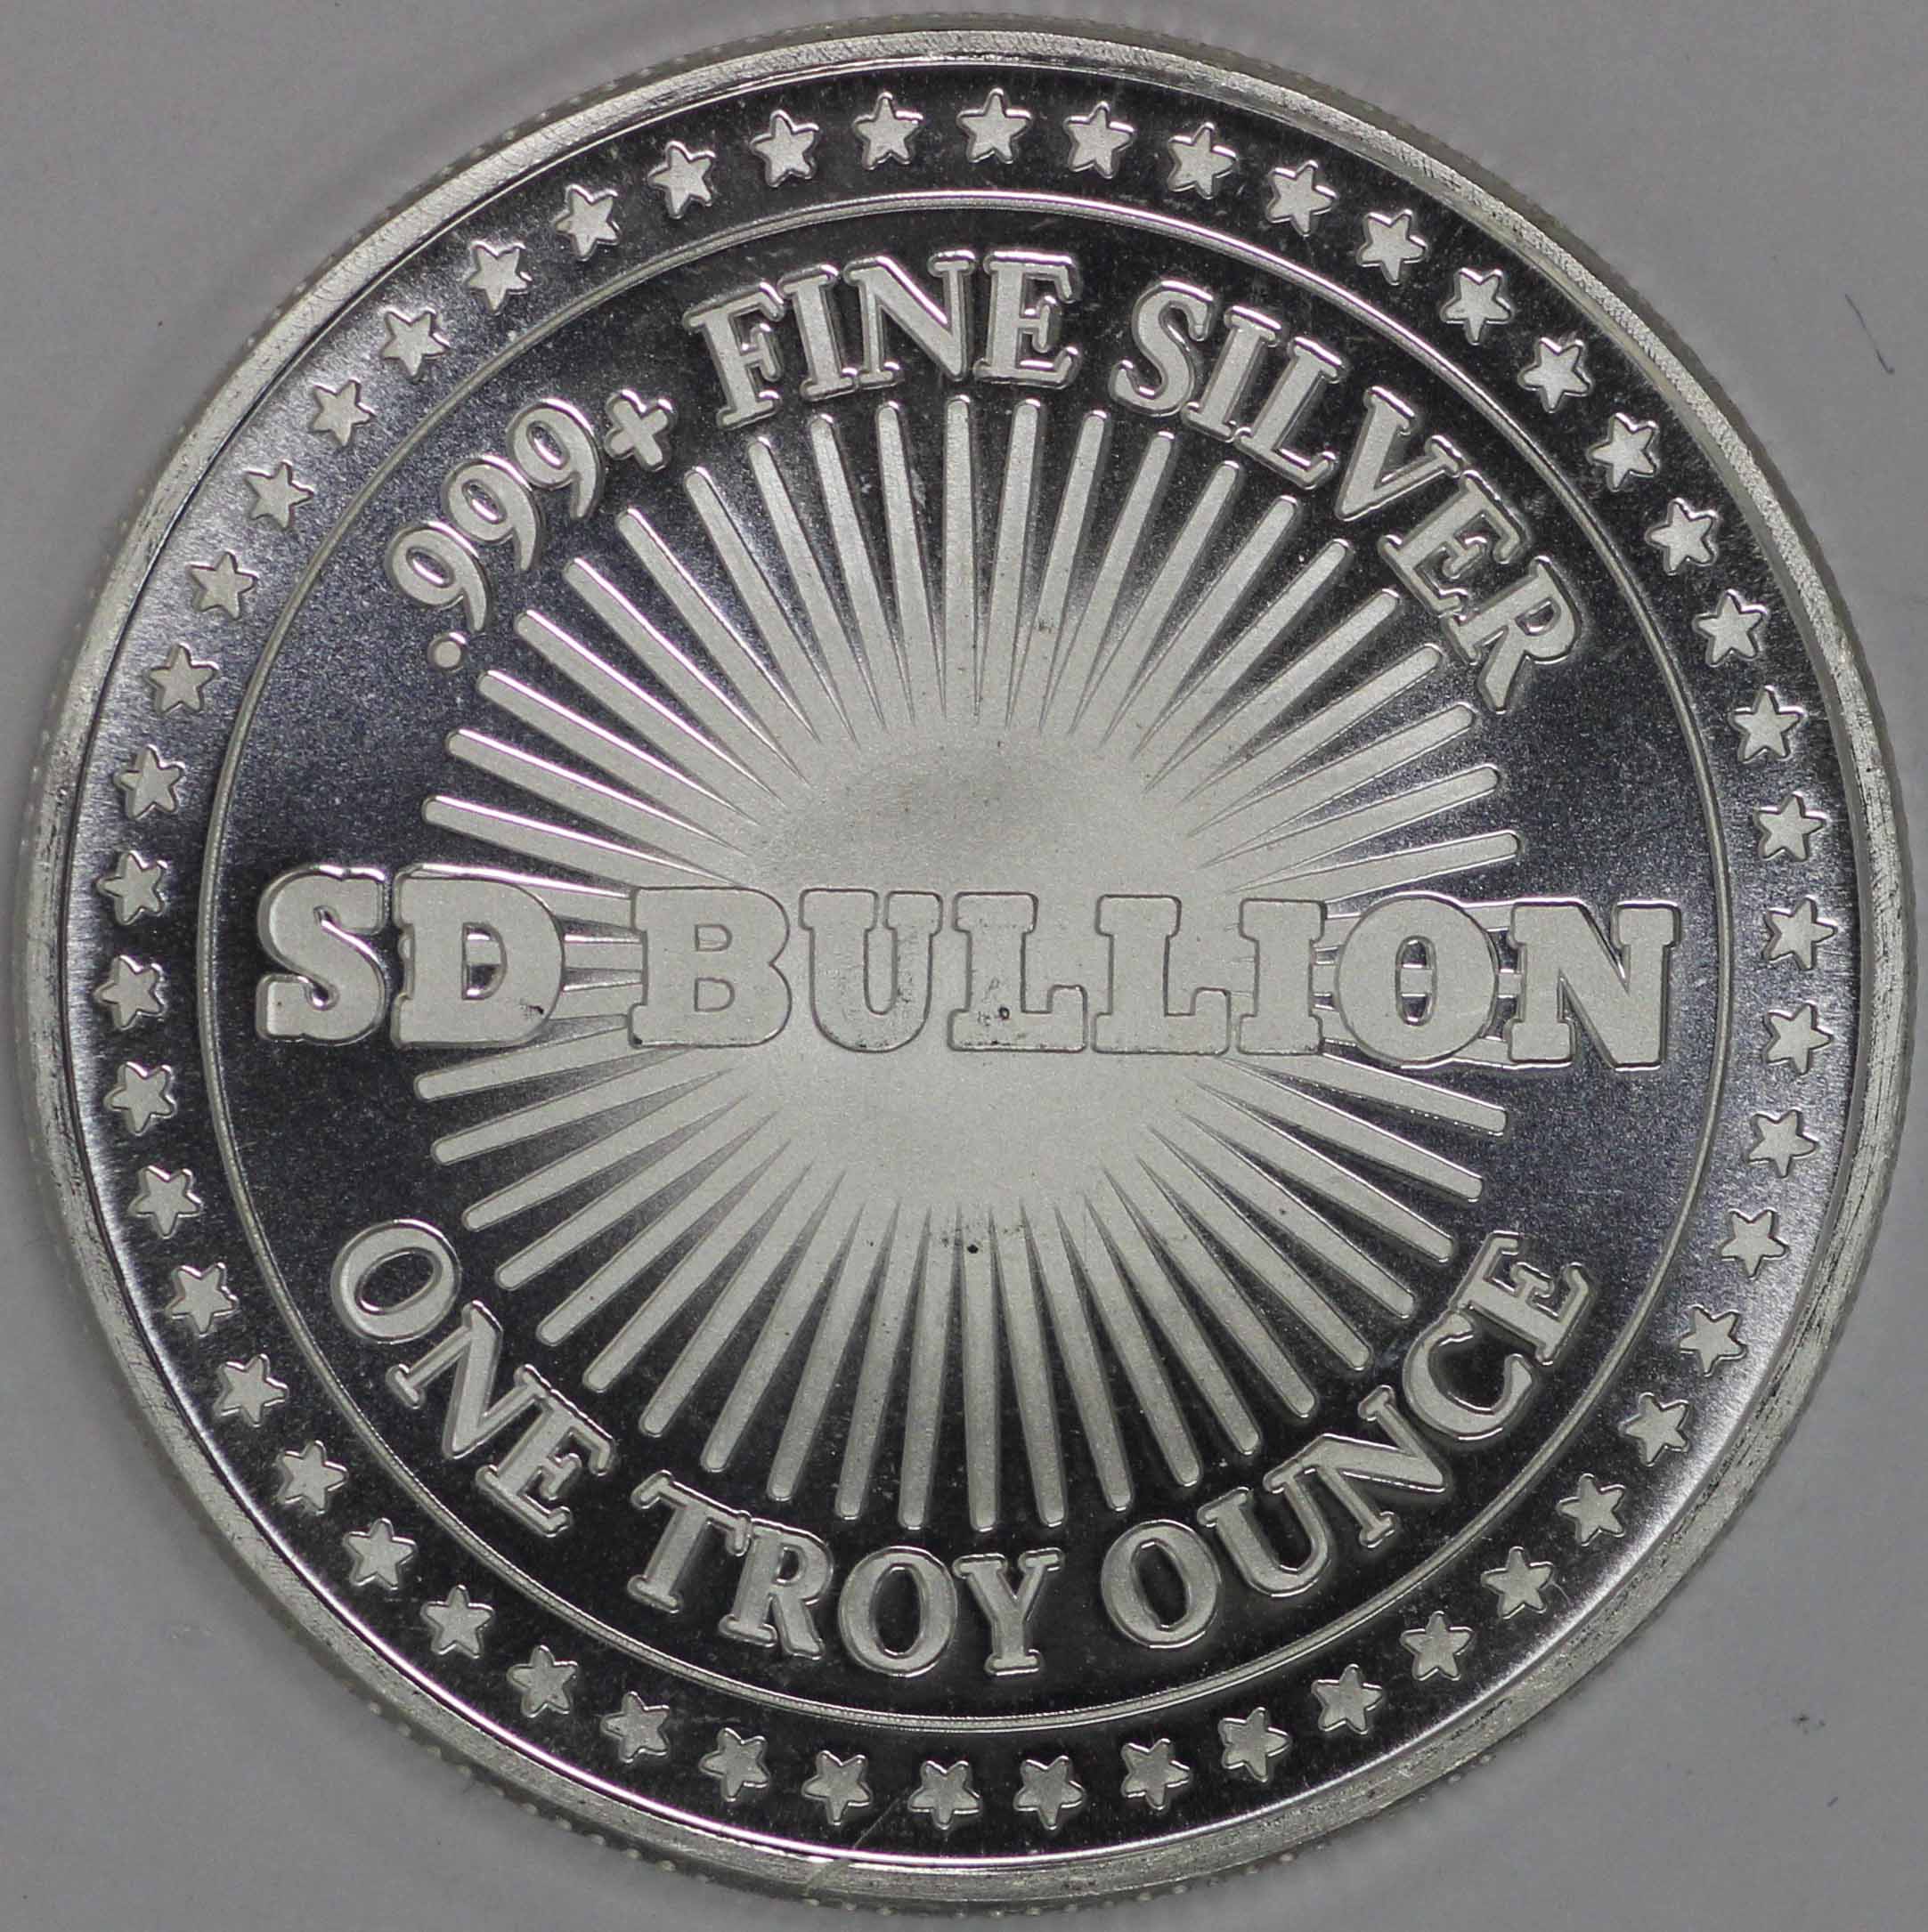 .999+ FINE SILVER
SD BULLION
ONE TROY OUNCE